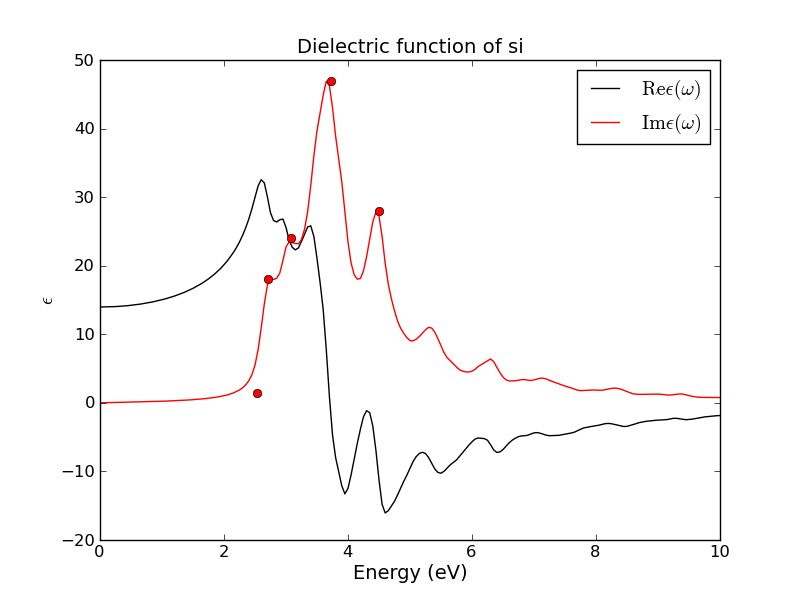 Dielectric function of si
50
40
30
20
10
0
−10
−20
ϵ
Reϵ(ω)
Imϵ(ω)
0 2 4 6 8 10
Energy (eV)